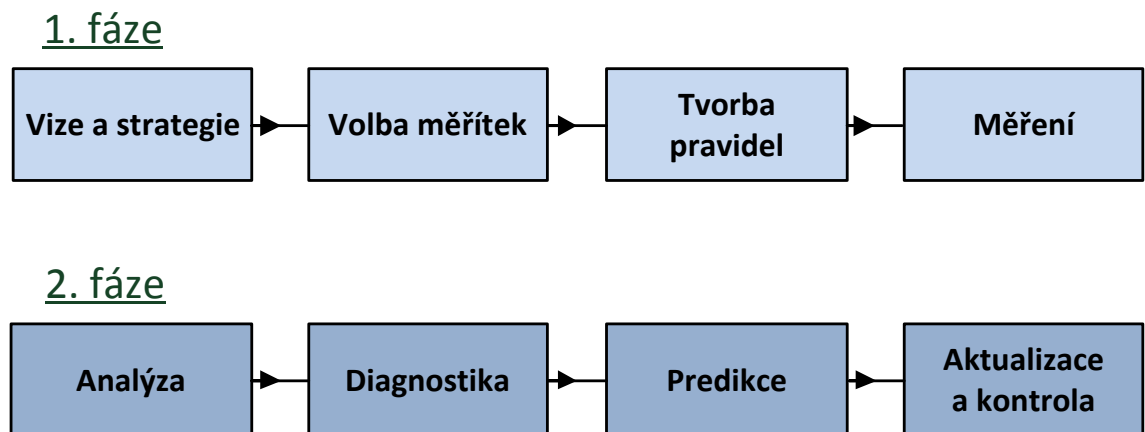 1. fáze
Vize a strategie
Volba měřítek
Tvorba
pravidel
Měření
2. fáze
Analýza
Diagnostika
Predikce
Aktualizace
a kontrola